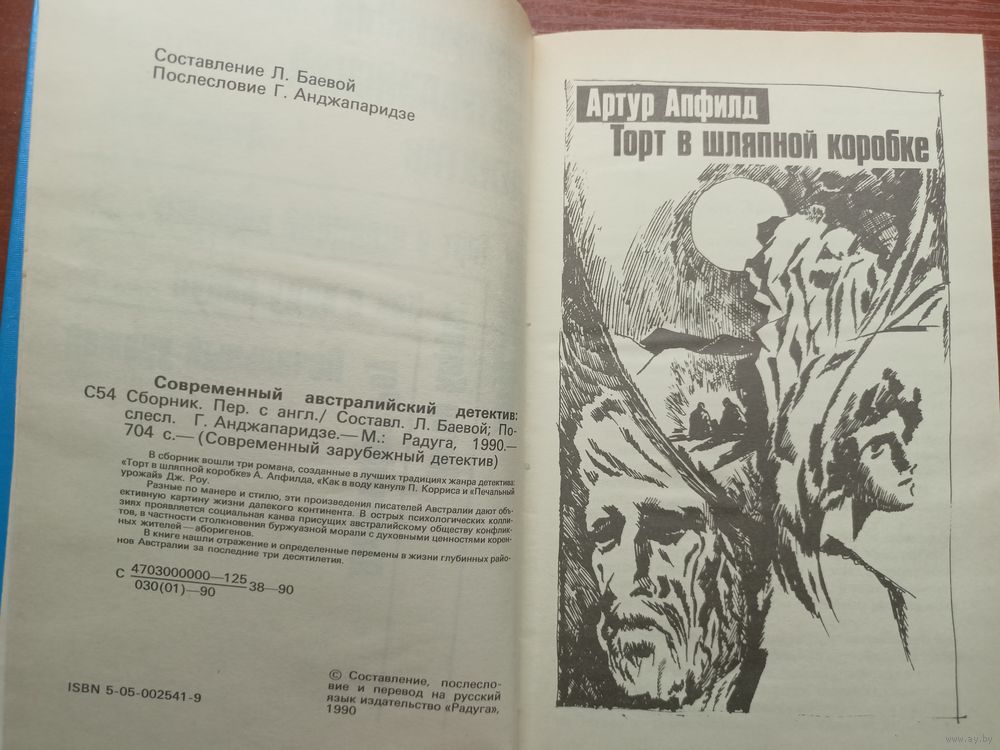 Составление Л. Баевой
Послесловие Г. Анджапаридзе
Современный австралийский детектив:
С54 Сборник. Пер. с англ./ Составл. Л. Баевой; По-
слесл. Г. Анджапаридзе.— М.: Радуга, 1990.—
704 с.— (Современный зарубежный детектив)
В сборник вошли три романа, созданные в лучших традициях жанра детектива:
«Торт в шляпной коробке» А. Апфилда, «Как в воду канул» П. Корриса и «Печальный
урожай» Дж. Роу.
Разные по манере и стилю, эти произведения писателей Австралии дают объ-
ективную картину жизни далекого континента. В острых психологических колли-
зиях проявляется социальная канва присущих австралийскому обществу конфлик-
тов, в частности столкновения буржуазной морали с духовными ценностями корен-
ных жителей—аборигенов.
В книге нашли отражение и определенные перемены в жизни глубинных райо-
нов Австралии за последние три десятилетия.
С 4703000000—125 38—90
030(01)—90
ISBN 5-05-002541-9
© Составление, послесло-
вие и перевод на русский
язык издательство «Радуга»,
1990
Артур Апфилд
Торт в шляпной коробке
www.ay.by